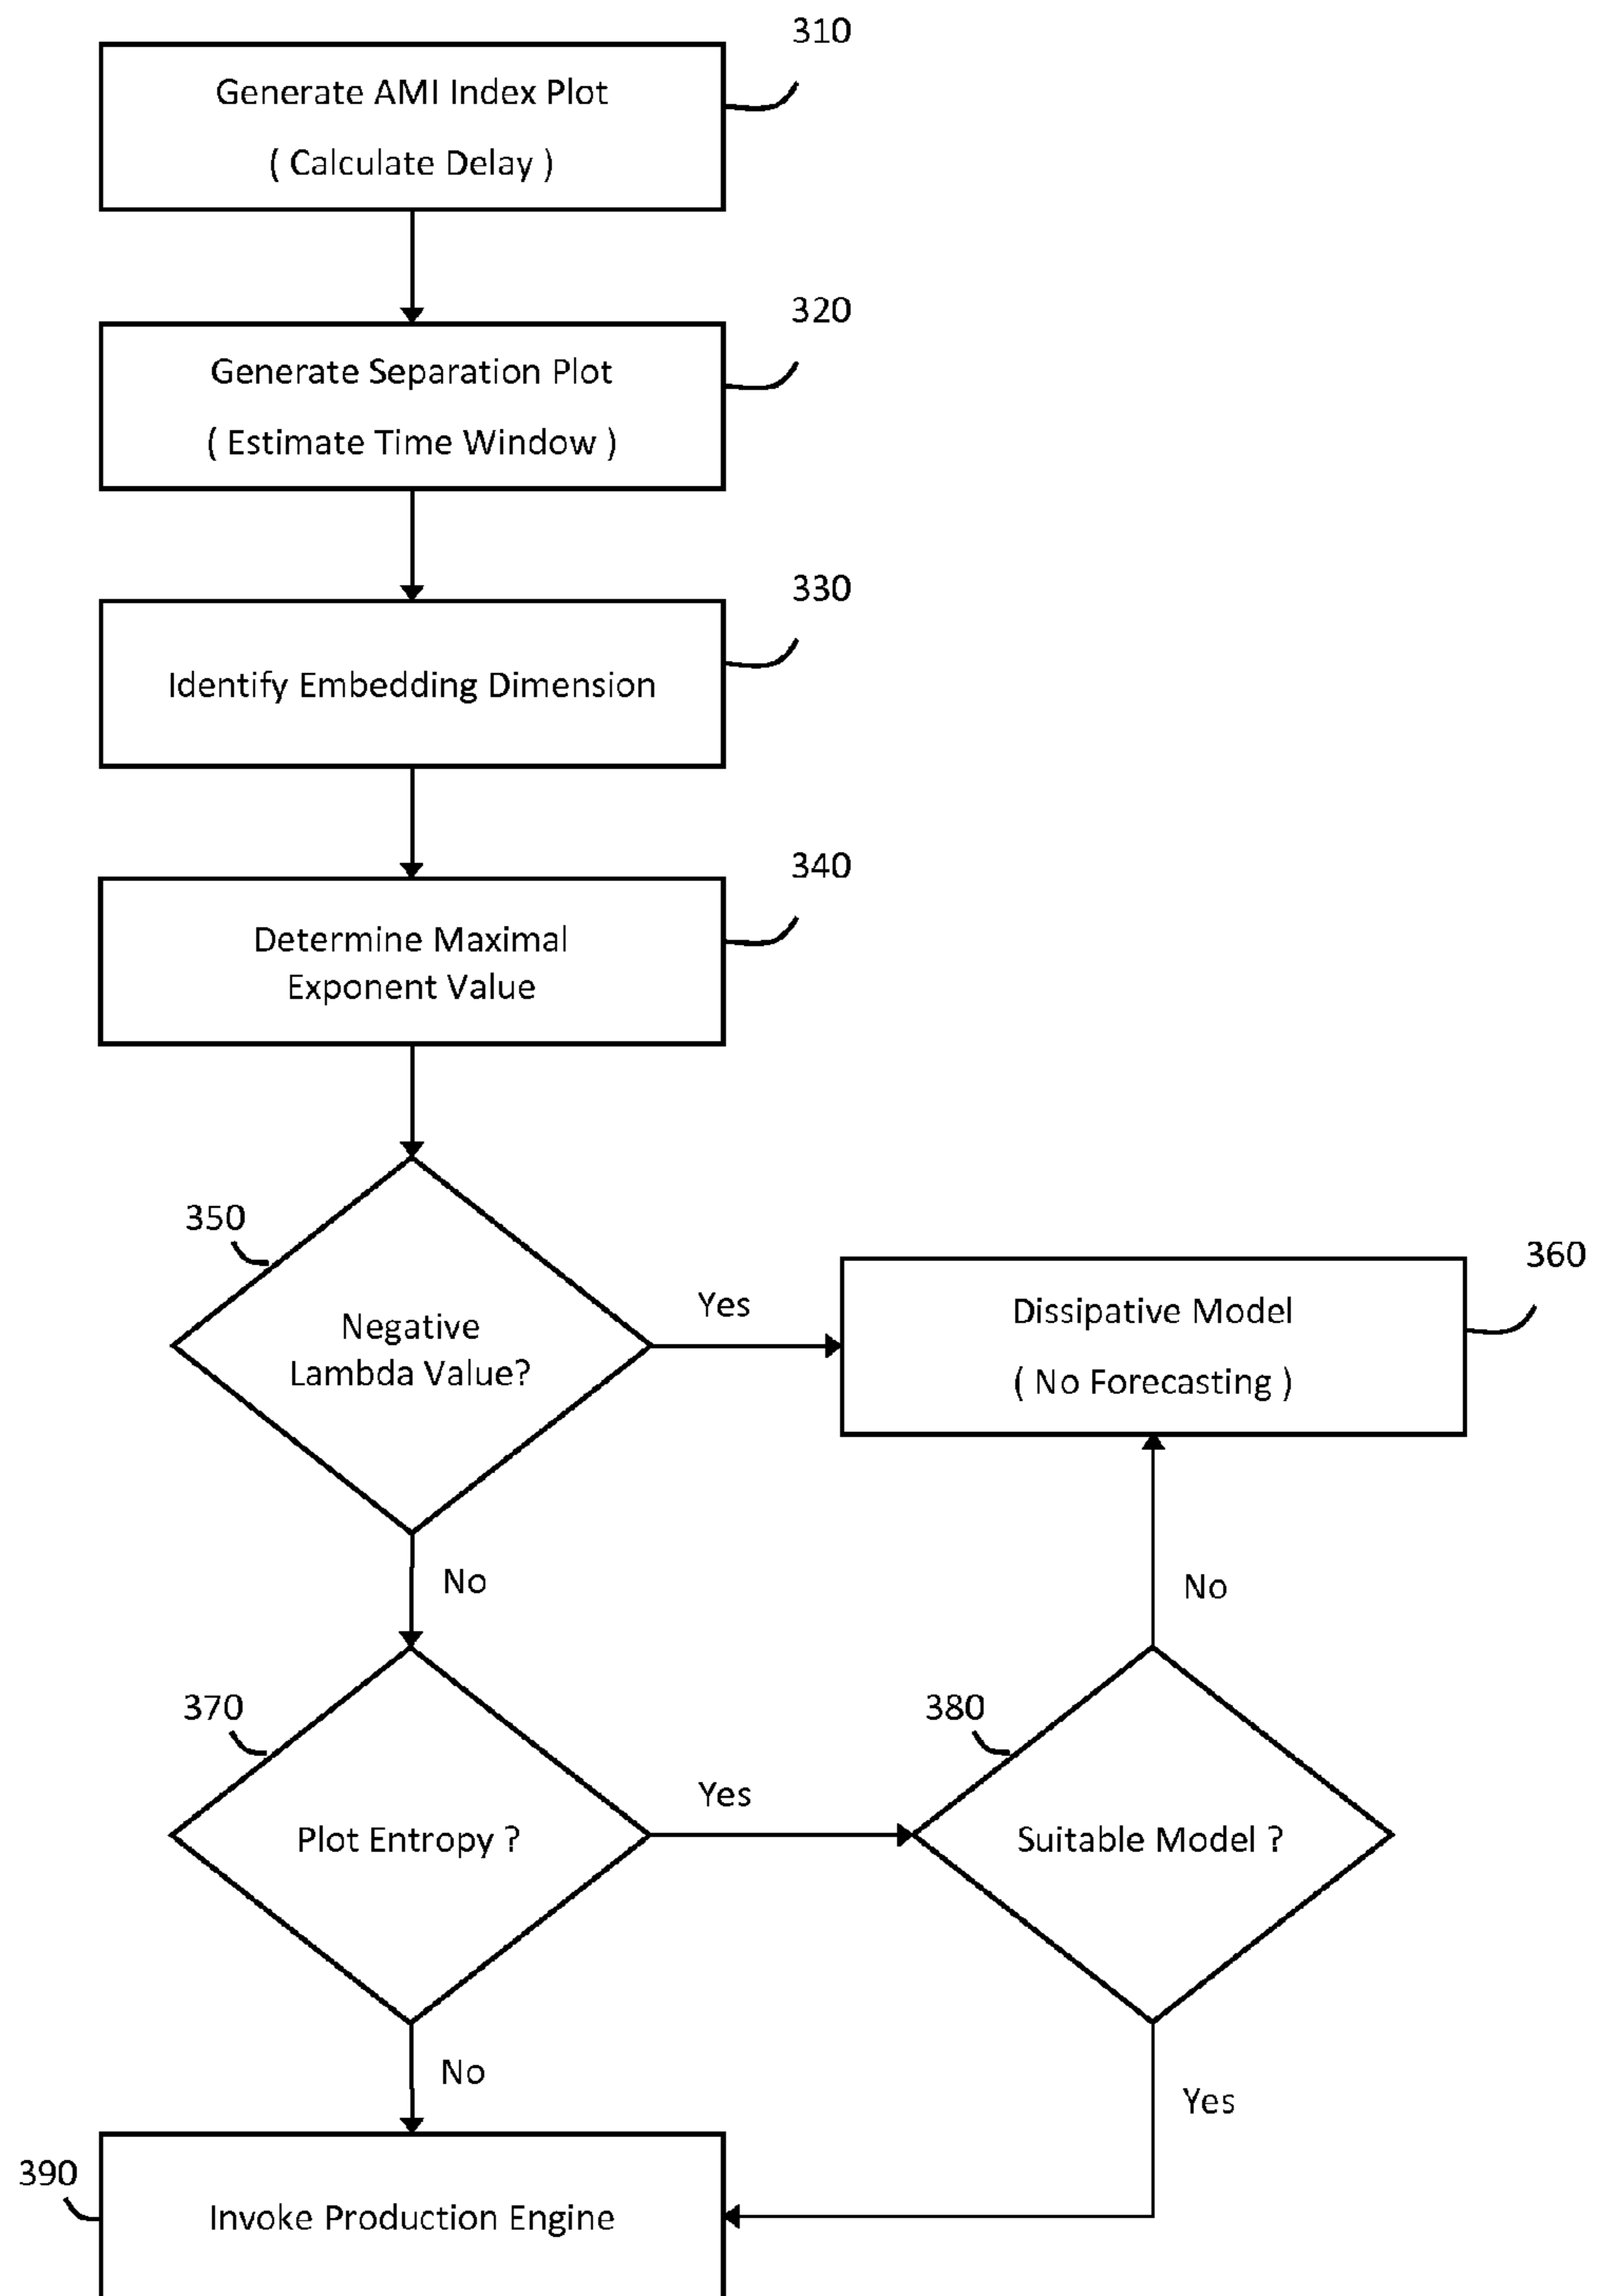 310
Generate AMI Index Plot
( Calculate Delay )
320
Generate Separation Plot
( Estimate Time Window )
330
Identify Embedding Dimension
340
Determine Maximal
Exponent Value
350
Negative
Lambda Value?
Yes
360
Dissipative Model
( No Forecasting )
No
No
370
Plot Entropy ?
Yes
380
Suitable Model ?
No
Yes
390
Invoke Production Engine